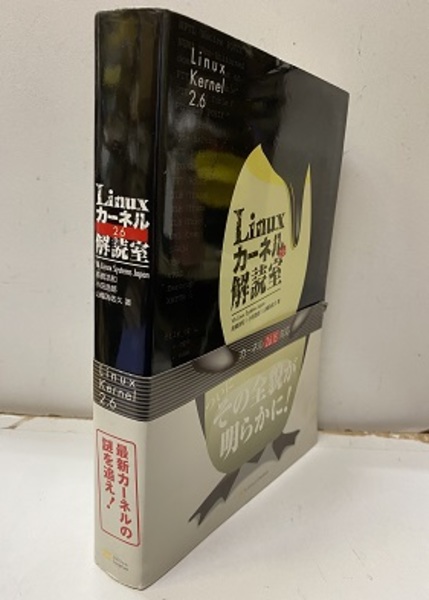 Linux
カーネル
2.6
解読室
VA Linux Systems Japan
高橋浩和
小田逸郎
山幡為佐久 著
Linux
Kernel
2.6
最新カーネルの
謎を追え!
Linux
Kernel
2.6
Linux
カーネル
解読室
カーネル
ついに
その全貌が
明らかに!